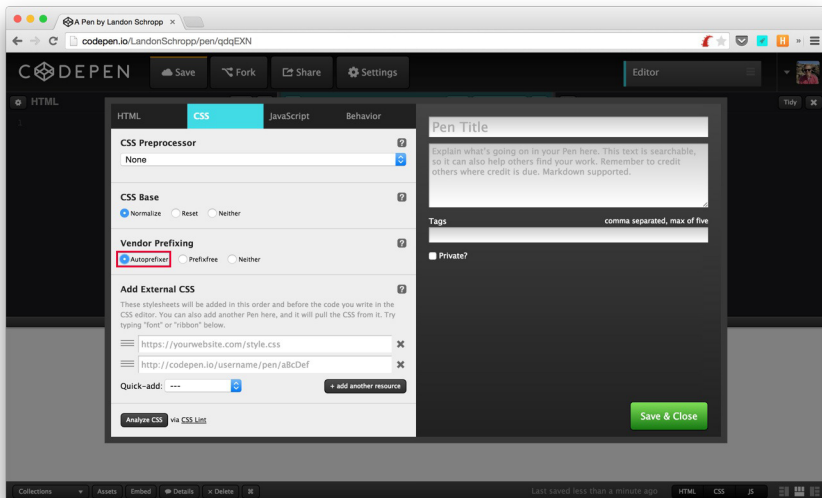 A Pen by Landon Schropp
codepen.io/LandonSchropp/pen/qdqEXN
CODEPEN
Save
Fork
Share
Settings
Editor
HTML
Tidy
1
HTML
CSS
JavaScript
Behavior
CSS Preprocessor
?
None
CSS Base
?
Normalize
Reset
Neither
Vendor Prefixing
?
Autoprefixer
Prefixfree
Neither
Add External CSS
?
These stylesheets will be added in this order and before the code you write in the
CSS editor. You can also add another Pen here, and it will pull the CSS from it. Try
typing "font" or "ribbon" below.
https://yourwebsite.com/style.css
http://codepen.io/username/pen/aBcDef
Quick-add: ---
+ add another resource
Analyze CSS via CSS Lint
Pen Title
Explain what's going on in your Pen here. This text is searchable,
so it can also help others find your work. Remember to credit
others where credit is due. Markdown supported.
Tags
comma separated, max of five
Private?
Save & Close
Collections
Assets
Embed
Details
x Delete
⌘
Last saved less than a minute ago
HTML
CSS
JS